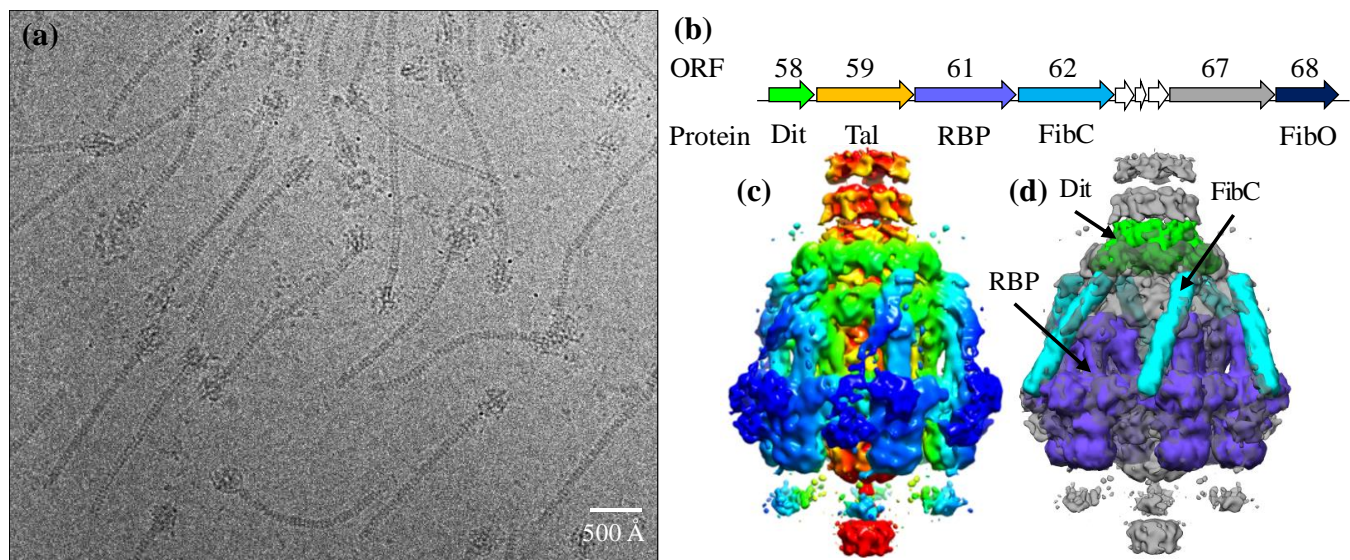 (a)
500 Å
(b)
ORF 58 59 61 62 67 68
Protein Dit Tal RBP FibC FibO
(c)
(d)
Dit
FibC
RBP